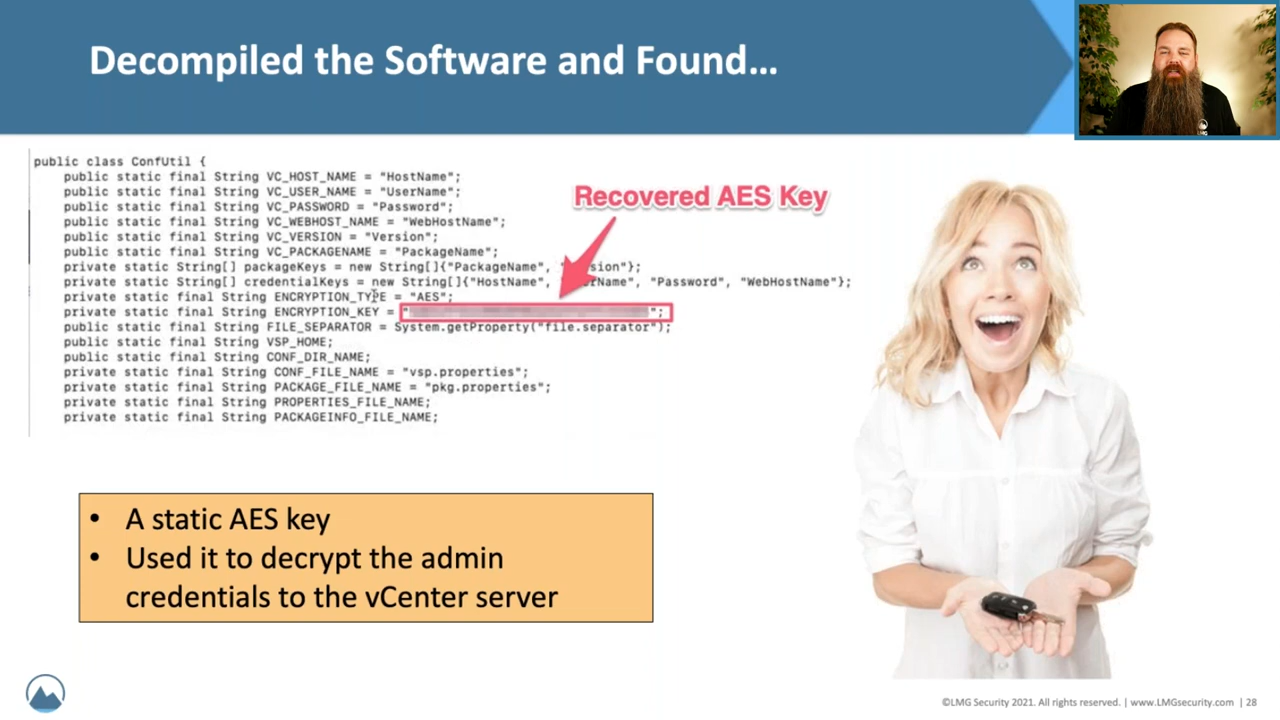 Decompiled the Software and Found...
LMG
public class ConfUtil {
public static final String VC_HOST_NAME = "HostName";
public static final String VC_USER_NAME = "UserName";
public static final String VC_PASSWORD = "Password";
public static final String VC_WEBHOST_NAME = "WebHostName";
public static final String VC_VERSION = "Version";
public static final String VC_PACKAGENAME = "PackageName";
private static String[] packageKeys = new String[]{"PackageName", sion"};
private static String[] credentialKeys = new String[]{"HostName", Name", "Password", "WebHostName"};
private static final String ENCRYPTION_TYPE = "AES";
private static final String ENCRYPTION_KEY = " ";
public static final String FILE_SEPARATOR = System.getProperty("file.separator");
private static final String VSP_HOME;
private static final String CONF_DIR_NAME;
private static final String CONF_FILE_NAME = "vsp.properties";
private static final String PACKAGE_FILE_NAME = "pkg.properties";
private static final String PROPERTIES_FILE_NAME;
private static final String PACKAGEINFO_FILE_NAME;
Recovered AES Key
• A static AES key
• Used it to decrypt the admin
credentials to the vCenter server
©LMG Security 2021. All rights reserved. | www.LMGsecurity.com | 28